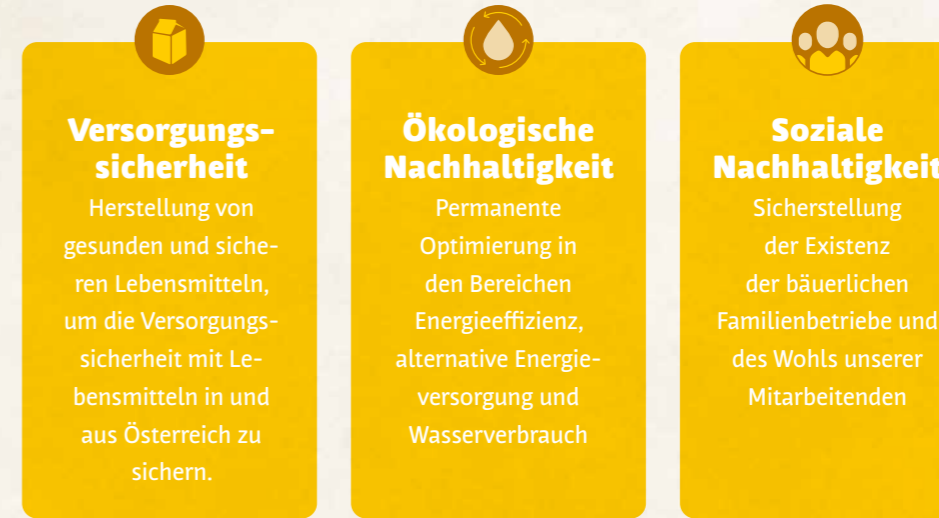 Versorgungs-
sicherheit
Herstellung von
gesunden und siche-
ren Lebensmitteln,
um die Versorgungs-
sicherheit mit Le-
bensmitteln in und
aus Österreich zu
sichern.
Ökologische
Nachhaltigkeit
Permanente
Optimierung in
den Bereichen
Energieeffizienz,
alternative Energie-
versorgung und
Wasserverbrauch
Soziale
Nachhaltigkeit
Sicherstellung
der Existenz
der bäuerlichen
Familienbetriebe und
des Wohls unserer
Mitarbeitenden